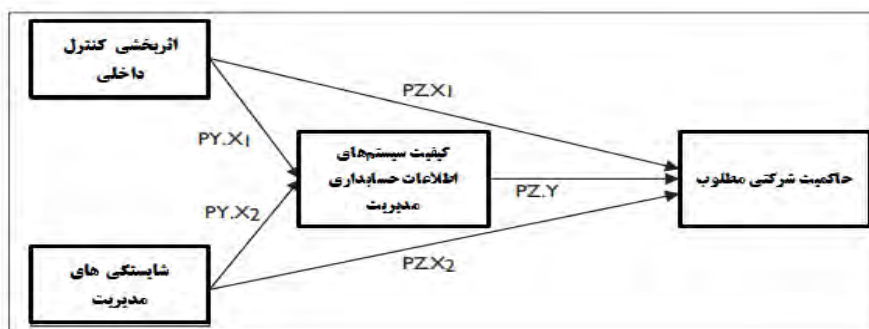 اثربخشی کنترل
داخلی
PZ.X1
PY.X1
کیفیت سیستم‌های
اطلاعات حسابداری
مدیریت
حاکمیت شرکتی مطلوب
PZ.Y
PY.X2
PZ.X2
شایستگی های
مدیریت